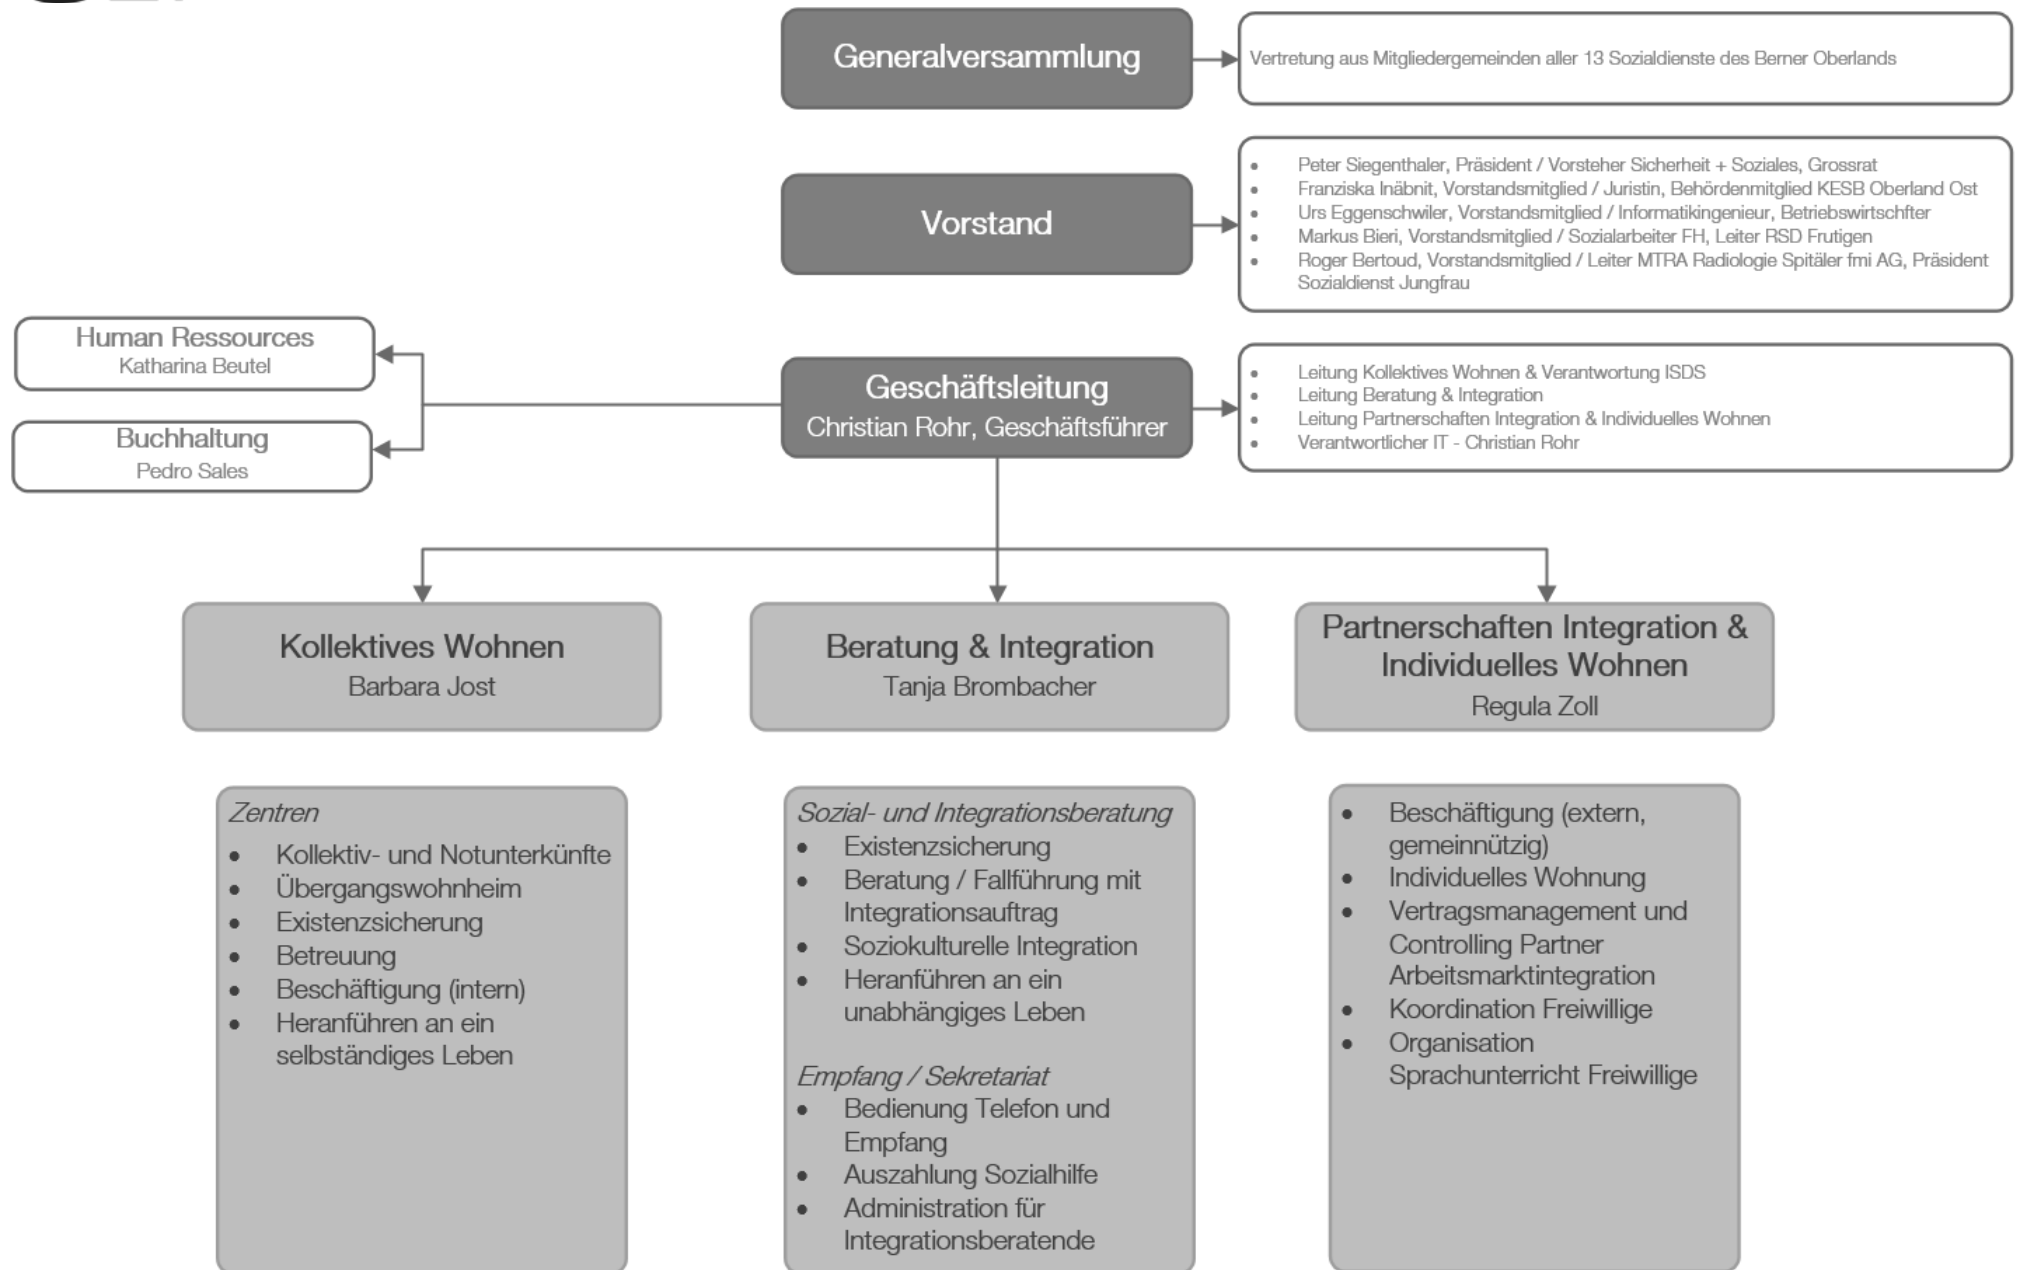 Generalversammlung
Vertretung aus Mitgliedergemeinden aller 13 Sozialdienste des Berner Oberlands
Vorstand
• Peter Siegenthaler, Präsident / Vorsteher Sicherheit + Soziales, Grossrat
• Franziska Inäbnit, Vorstandsmitglied / Juristin, Behördenmitglied KESB Oberland Ost
• Urs Eggenschwiler, Vorstandsmitglied / Informatikingenieur, Betriebswirtschfter
• Markus Bieri, Vorstandsmitglied / Sozialarbeiter FH, Leiter RSD Frutigen
• Roger Bertoud, Vorstandsmitglied / Leiter MTRA Radiologie Spitäler fmi AG, Präsident
Sozialdienst Jungfrau
Human Ressources
Katharina Beutel
Buchhaltung
Pedro Sales
Geschäftsleitung
Christian Rohr, Geschäftsführer
• Leitung Kollektives Wohnen & Verantwortung ISDS
• Leitung Beratung & Integration
• Leitung Partnerschaften Integration & Individuelles Wohnen
• Verantwortlicher IT - Christian Rohr
Kollektives Wohnen
Barbara Jost
Beratung & Integration
Tanja Brombacher
Partnerschaften Integration &
Individuelles Wohnen
Regula Zoll
Zentren
• Kollektiv- und Notunterkünfte
• Übergangswohnheim
• Existenzsicherung
• Betreuung
• Beschäftigung (intern)
• Heranführen an ein
selbständiges Leben
Sozial- und Integrationsberatung
• Existenzsicherung
• Beratung / Fallführung mit
Integrationsauftrag
• Soziokulturelle Integration
• Heranführen an ein
unabhängiges Leben
Empfang / Sekretariat
• Bedienung Telefon und
Empfang
• Auszahlung Sozialhilfe
• Administration für
Integrationsberatende
• Beschäftigung (extern,
gemeinnützig)
• Individuelles Wohnung
• Vertragsmanagement und
Controlling Partner
Arbeitsmarktintegration
• Koordination Freiwillige
• Organisation
Sprachunterricht Freiwillige